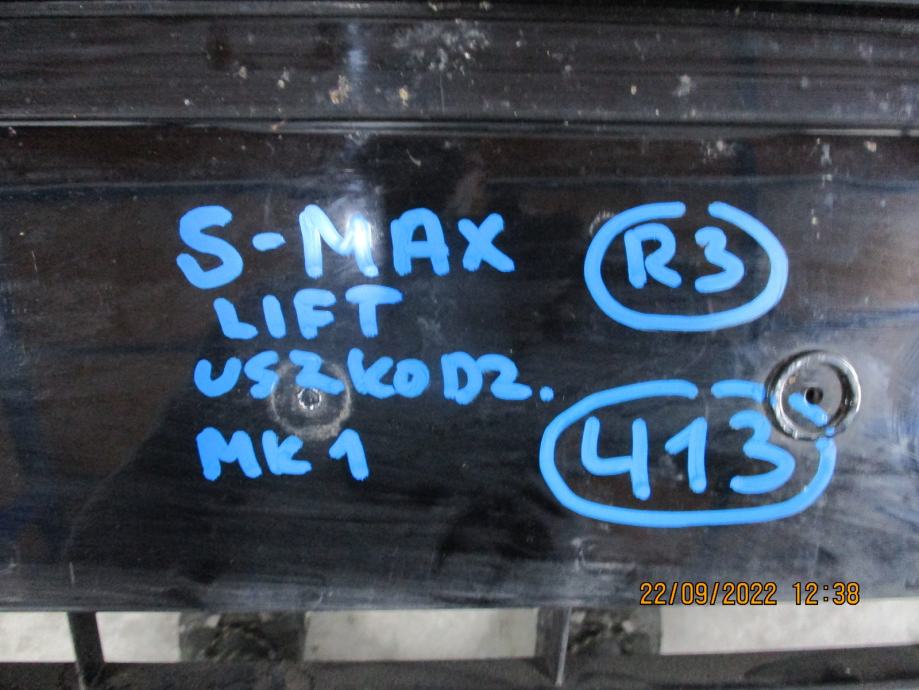 S-MAX
LIFT
USZKODZ.
MK1
R3
413
22/09/2022 12:38